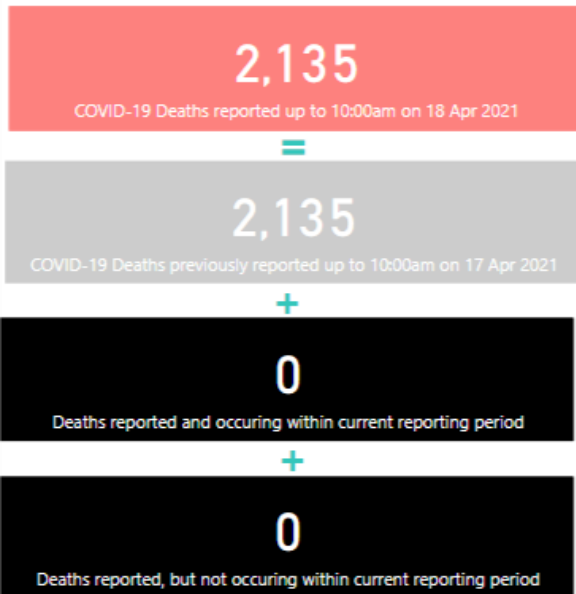 2,135
COVID-19 Deaths reported up to 10:00am on 18 Apr 2021
=
2,135
COVID-19 Deaths previously reported up to 10:00am on 17 Apr 2021
+
0
Deaths reported and occuring within current reporting period
+
0
Deaths reported, but not occuring within current reporting period